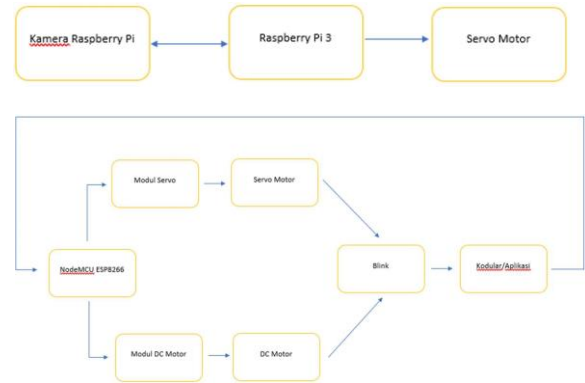 Kamera Raspberry Pi
Raspberry Pi 3
Servo Motor
Modul Servo
Servo Motor
NodeMCU ESP8266
Blink
Kodular/Aplikasi
Modul DC Motor
DC Motor